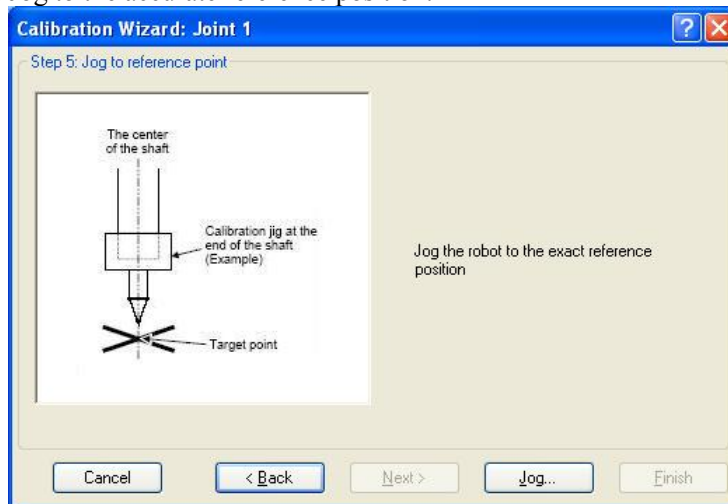 Calibration Wizard: Joint 1
Step 5: Jog to reference point
The center
of the shaft
Calibration jig at the
end of the shaft
(Example)
Target point
Jog the robot to the exact reference
position
Cancel
< Back
Next >
Jog...
Finish